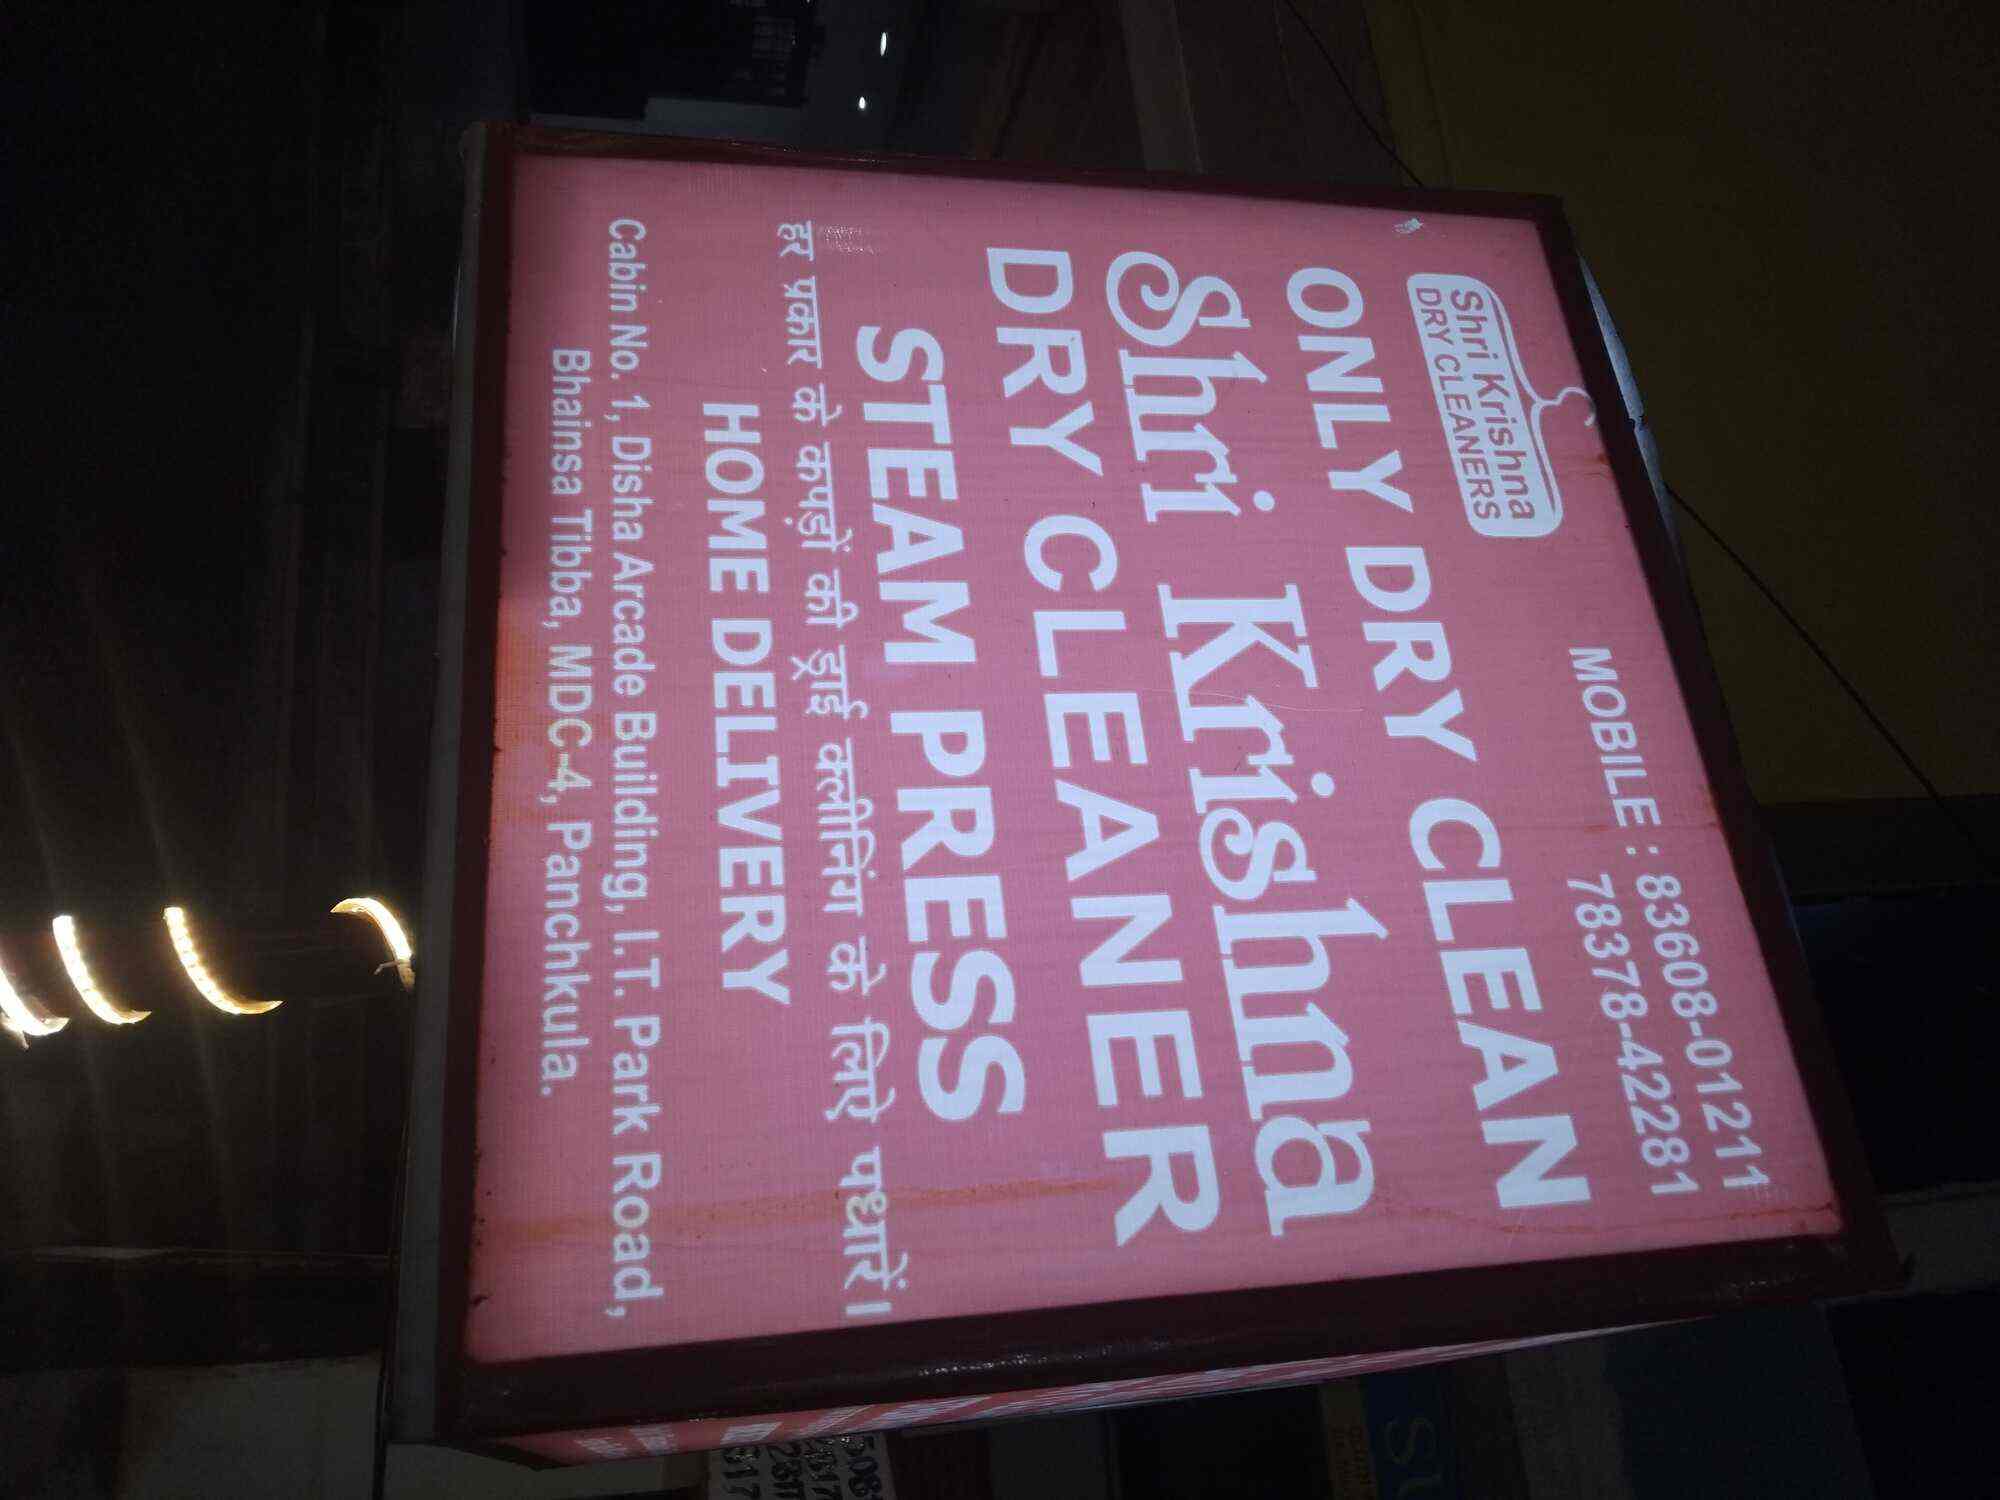 Shri Krishna
DRY CLEANERS
MOBILE : 83608-01211
78378-42281
ONLY DRY CLEAN
Shri Krishna
DRY CLEANER
STEAM PRESS
हर प्रकार के कपड़ों की ड्राई क्लीनिंग के लिऐ पधारें।
HOME DELIVERY
Cabin No. 1, Disha Arcade Building, I.T. Park Road,
Bhainsa Tibba, MDC-4, Panchkula.